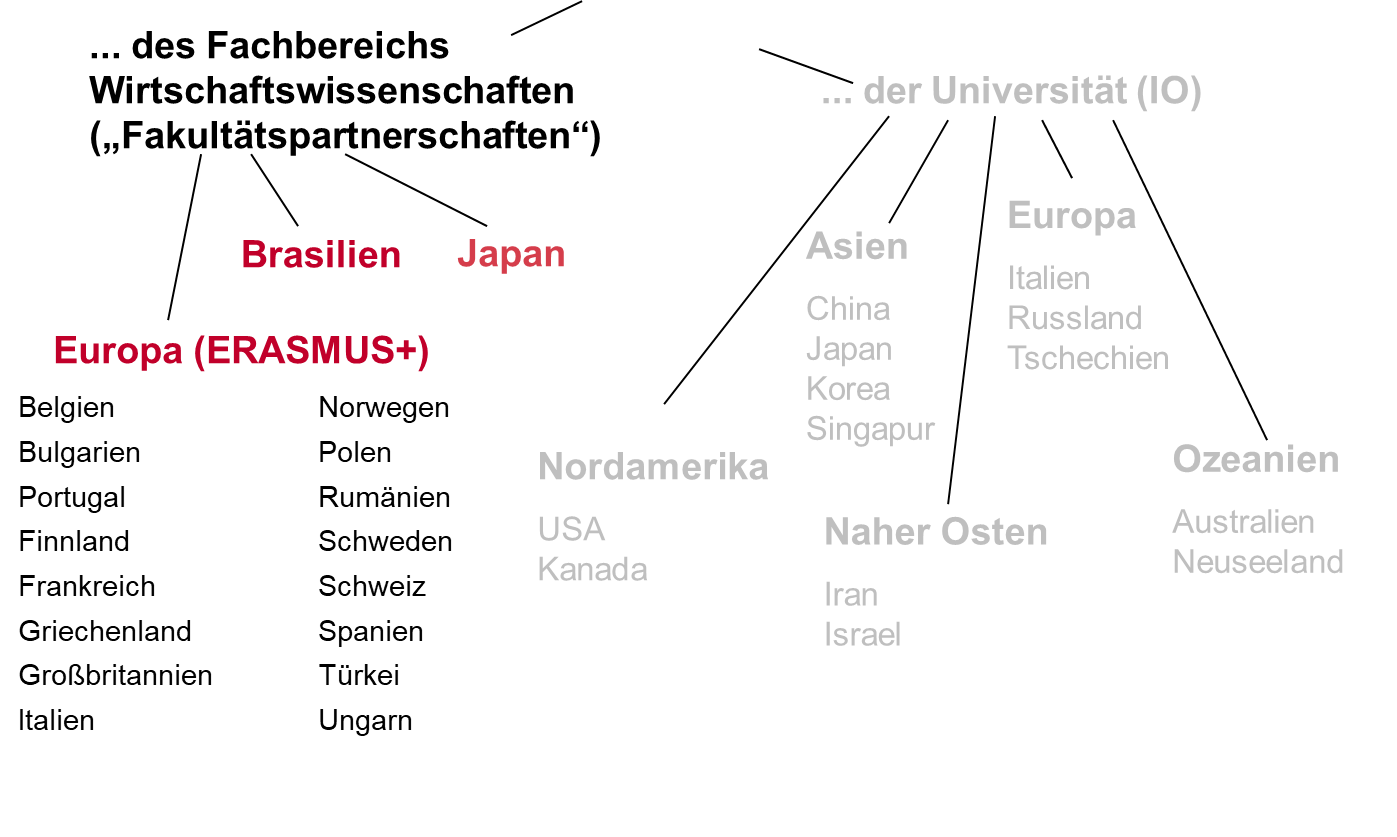 ... des Fachbereichs
Wirtschaftswissenschaften
(„Fakultätspartnerschaften“)
Brasilien
Japan
Europa (ERASMUS+)
Belgien
Bulgarien
Portugal
Finnland
Frankreich
Griechenland
Großbritannien
Italien
Norwegen
Polen
Rumänien
Schweden
Schweiz
Spanien
Türkei
Ungarn
... der Universität (IO)
Nordamerika
USA
Kanada
Asien
China
Japan
Korea
Singapur
Naher Osten
Iran
Israel
Europa
Italien
Russland
Tschechien
Ozeanien
Australien
Neuseeland